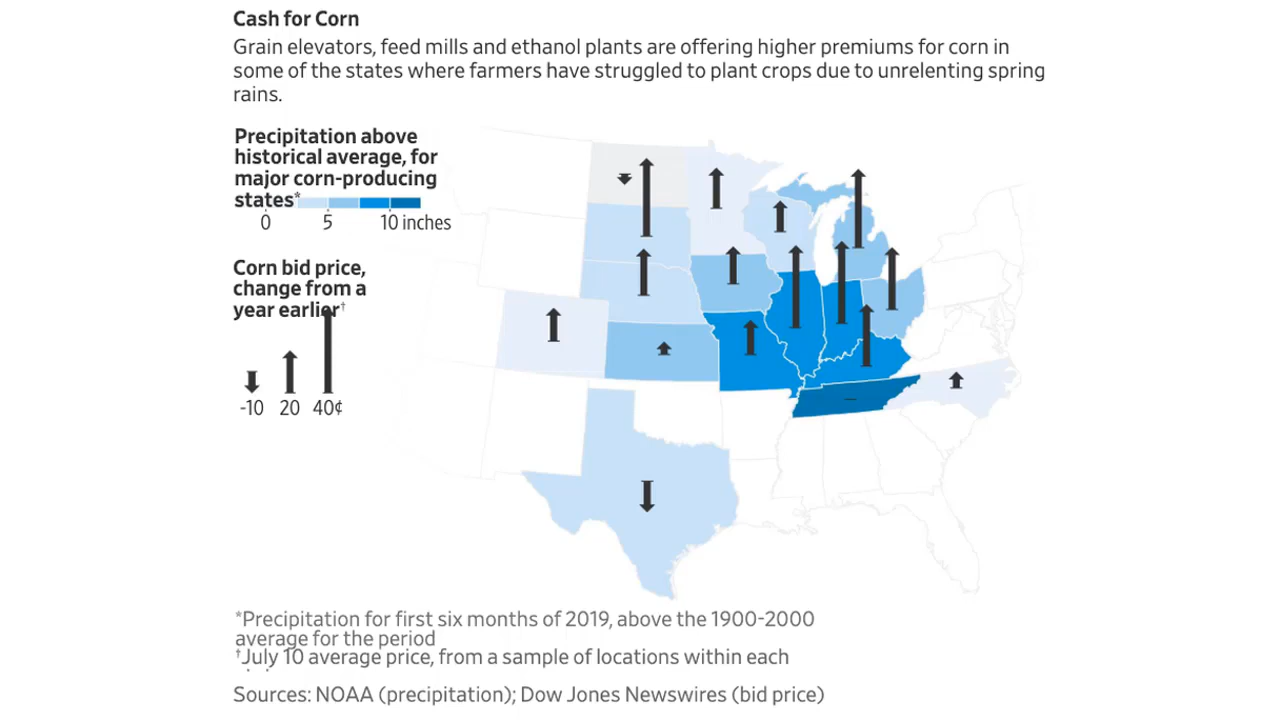 Cash for Corn
Grain elevators, feed mills and ethanol plants are offering higher premiums for corn in
some of the states where farmers have struggled to plant crops due to unrelenting spring
rains.
Precipitation above
historical average, for
major corn-producing
states*
0 5 10 inches
Corn bid price,
change from a
year earlier†
-10 20 40¢
*Precipitation for first six months of 2019, above the 1900-2000
average for the period
†July 10 average price, from a sample of locations within each
Sources: NOAA (precipitation); Dow Jones Newswires (bid price)